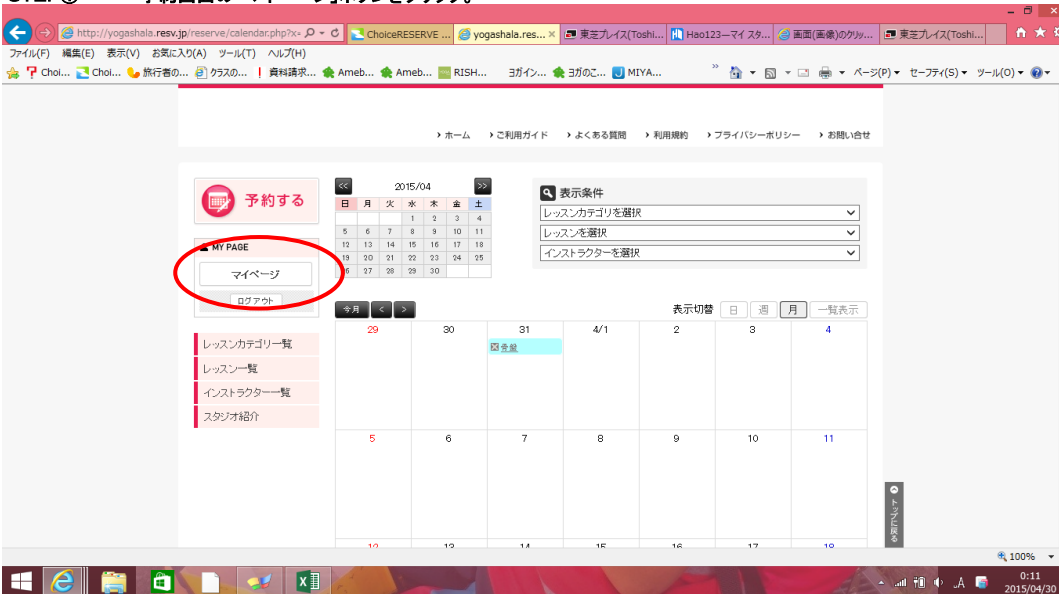 http://yogashala.resv.jp/reserve/calendar.php?x=
ChoiceRESERVE ...
yogashala.res...
東芝プレイス(Toshi...
Hao123―マイ スタ...
画面(画像)のクリッ...
東芝プレイス(Toshi...
ファイル(F) 編集(E) 表示(V) お気に入り(A) ツール(T) ヘルプ(H)
Choi... Choi... 旅行者の... クラスの... 資料請求... Ameb... Ameb... RISH... ヨガイン... ヨガのご... MIYA... ページ(P) セーフティ(S) ツール(O)
ホーム ご利用ガイド よくある質問 利用規約 プライバシーポリシー お問い合せ
予約する
MY PAGE
マイページ
ログアウト
レッスンカテゴリ一覧
レッスン一覧
インストラクター一覧
スタジオ紹介
<< 2015/04 >>
日 月 火 水 木 金 土
1 2 3 4
5 6 7 8 9 10 11
12 13 14 15 16 17 18
19 20 21 22 23 24 25
27 28 29 30
表示条件
レッスンカテゴリを選択
レッスンを選択
インストラクターを選択
今月 < > 表示切替 日 週 月 一覧表示
29 30 31 4/1 2 3 4
骨盤
5 6 7 8 9 10 11
12 13 14 15 16 17 18
トップに戻る
100%
A 0:11
2015/04/30